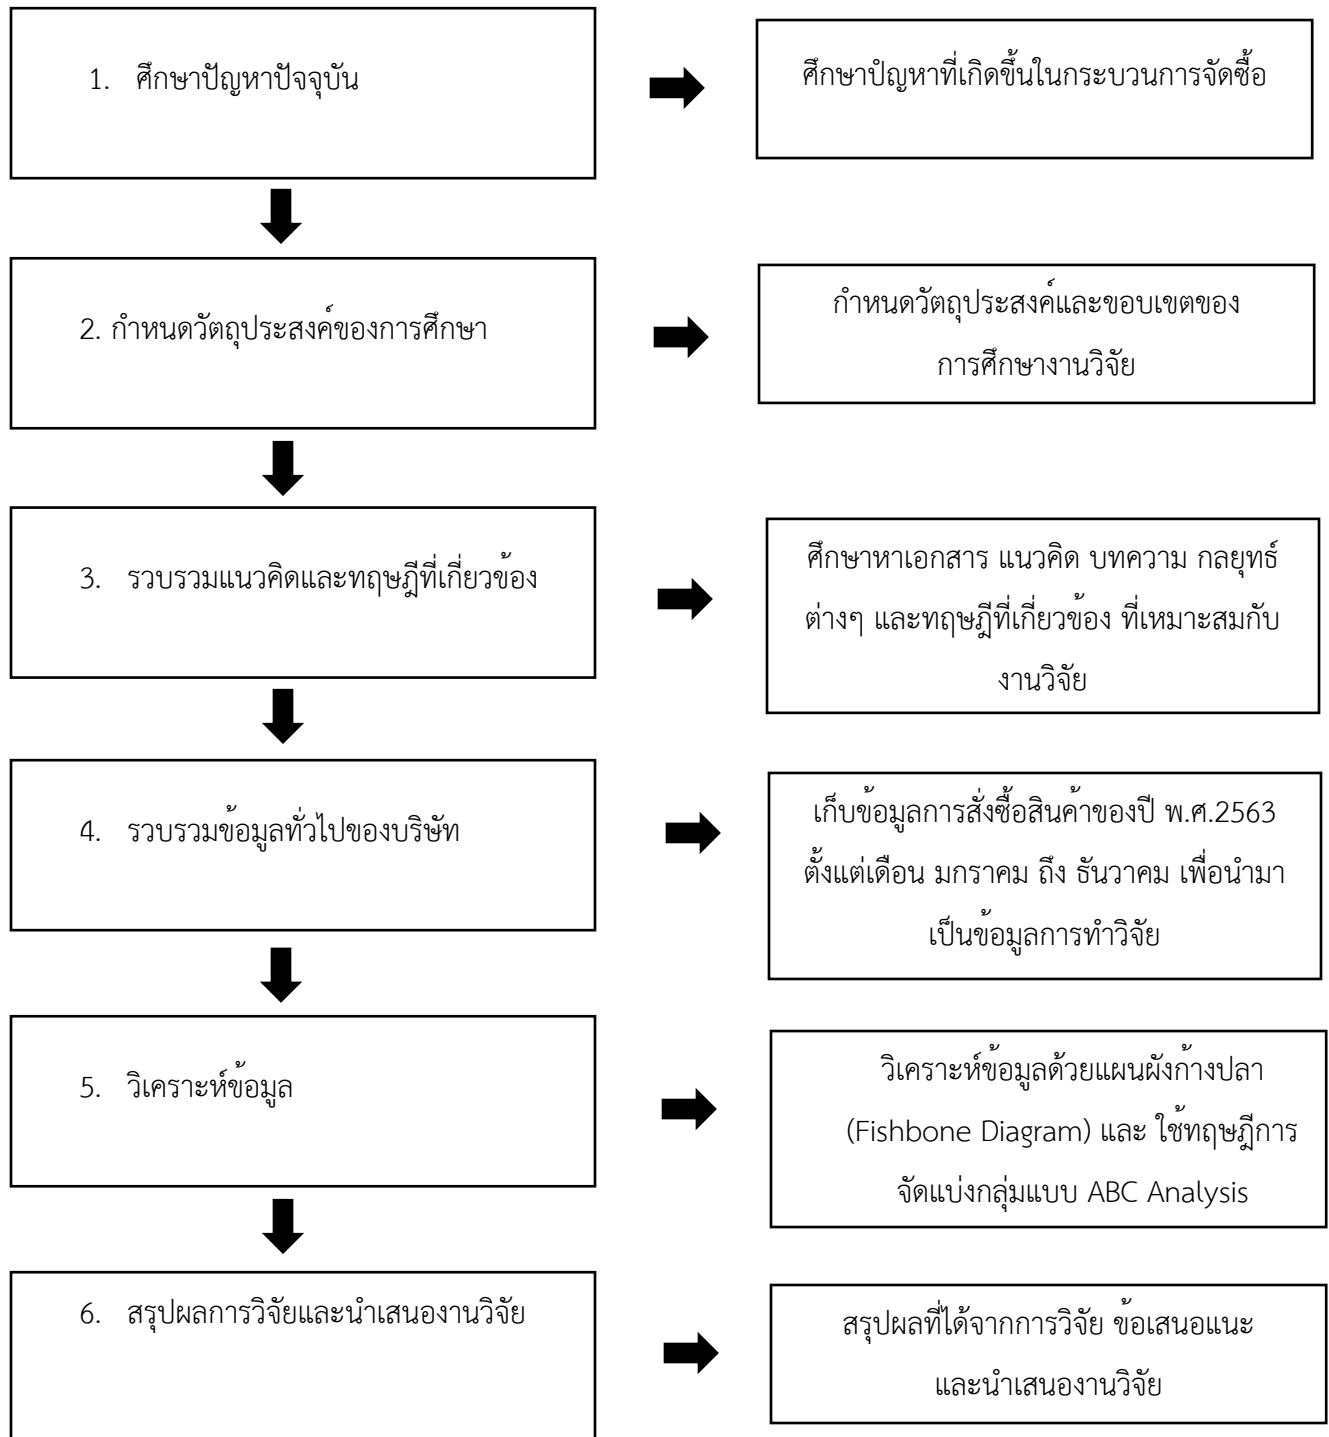 1. ศึกษาปัญหาปัจจุบัน
ศึกษาปํญหาที่เกิดขึ้นในกระบวนการจัดซื้อ
2. กำหนดวัตถุประสงค์ของการศึกษา
กำหนดวัตถุประสงค์และขอบเขตของ
การศึกษางานวิจัย
3. รวบรวมแนวคิดและทฤษฎีที่เกี่ยวข้อง
ศึกษาหาเอกสาร แนวคิด บทความ กลยุทธ์
ต่างๆ และทฤษฎีที่เกี่ยวข้อง ที่เหมาะสมกับ
งานวิจัย
4. รวบรวมข้อมูลทั่วไปของบริษัท
เก็บข้อมูลการสั่งซื้อสินค้าของปี พ.ศ.2563
ตั้งแต่เดือน มกราคม ถึง ธันวาคม เพื่อนำมา
เป็นข้อมูลการทำวิจัย
5. วิเคราะห์ข้อมูล
วิเคราะห์ข้อมูลด้วยแผนผังก้างปลา
(Fishbone Diagram) และ ใช้ทฤษฎีการ
จัดแบ่งกลุ่มแบบ ABC Analysis
6. สรุปผลการวิจัยและนำเสนองานวิจัย
สรุปผลที่ได้จากการวิจัย ข้อเสนอแนะ
และนำเสนองานวิจัย